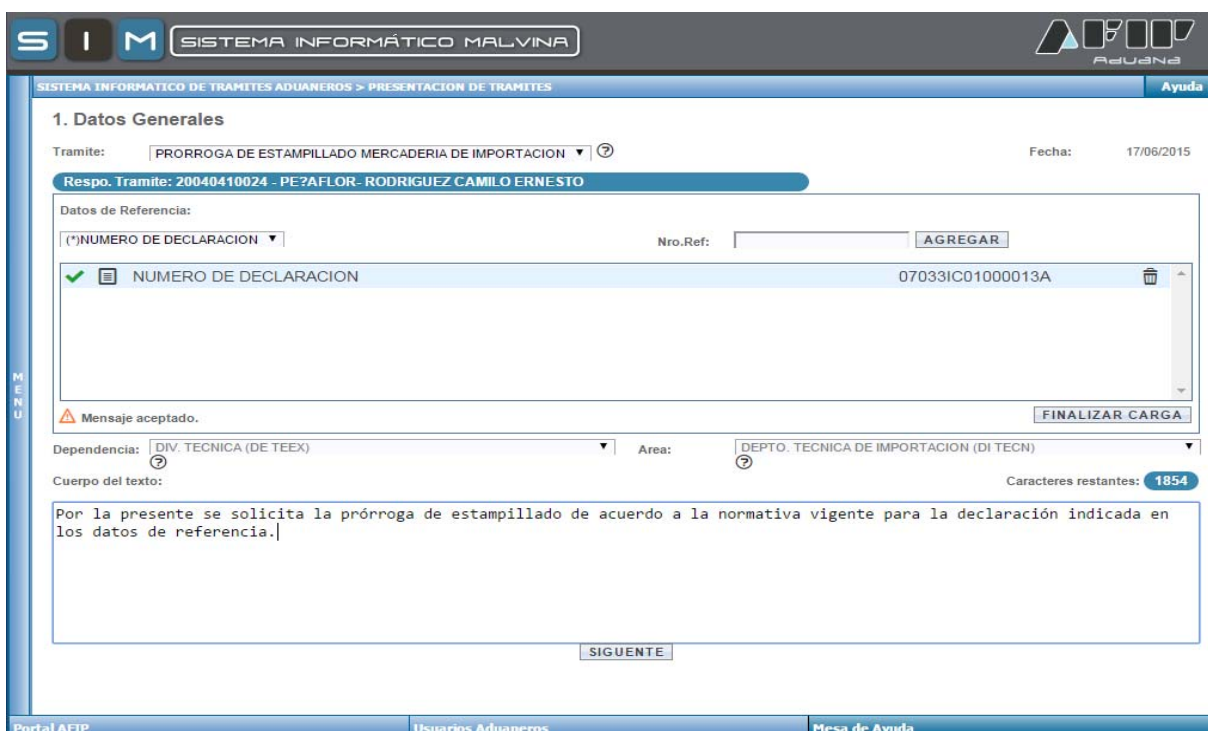 SIM SISTEMA INFORMÁTICO MALVINA
AFIP
ADUANA
SISTEMA INFORMATICO DE TRAMITES ADUANEROS > PRESENTACION DE TRAMITES Ayuda
1. Datos Generales
Tramite: PRORROGA DE ESTAMPILLADO MERCADERIA DE IMPORTACION Fecha: 17/06/2015
Respo. Tramite: 20040410024 - PE?AFLOR- RODRIGUEZ CAMILO ERNESTO
Datos de Referencia:
(*)NUMERO DE DECLARACION Nro.Ref: AGREGAR
NUMERO DE DECLARACION 07033IC01000013A
MENU
Mensaje aceptado. FINALIZAR CARGA
Dependencia: DIV. TECNICA (DE TEEX) Area: DEPTO. TECNICA DE IMPORTACION (DI TECN)
Cuerpo del texto: Caracteres restantes: 1854
Por la presente se solicita la prórroga de estampillado de acuerdo a la normativa vigente para la declaración indicada en
los datos de referencia.
SIGUENTE
Portal AFIP Usuarios Aduaneros Mesa de Ayuda